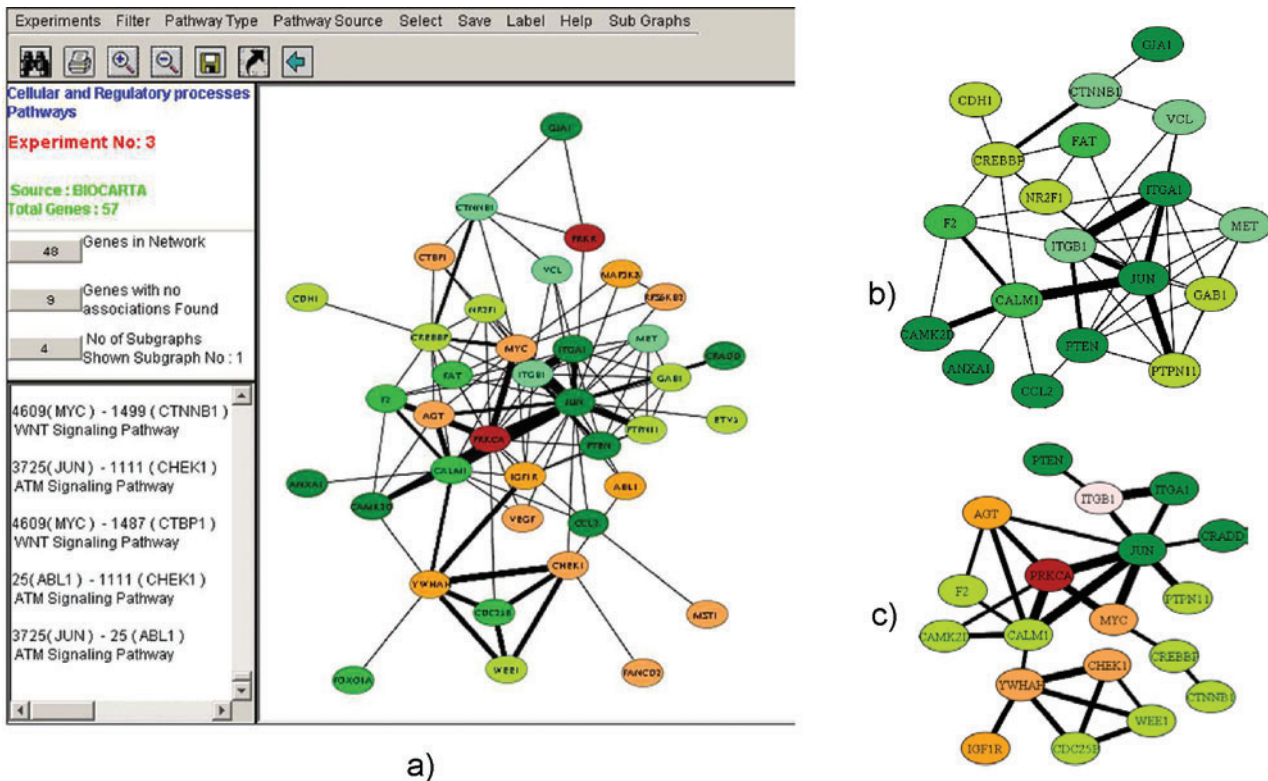 Experiments Filter Pathway Type Pathway Source Select Save Label Help Sub Graphs
Cellular and Regulatory processes
Pathways
Experiment No: 3
Source : BIOCARTA
Total Genes : 57
48 Genes in Network
9 Genes with no
associations Found
4 No of Subgraphs
Shown Subgraph No : 1
4609(MYC) - 1499 ( CTNNB1 )
WNT Signaling Pathway
3725(JUN) - 1111 ( CHEK1 )
ATM Signaling Pathway
4609(MYC) - 1487 ( CTBP1 )
WNT Signaling Pathway
25(ABL1) - 1111 ( CHEK1 )
ATM Signaling Pathway
3725(JUN) - 25 ( ABL1 )
ATM Signaling Pathway
GJA1
CTNNB1
CTBP1
VCL
CDH1
NR2F1
CREBBP
MYC
ITGA1
MET
CRADD
ITGB1
FAT
GAB1
F2
JUN
AGT
PTPN11
PRKCA
PTEN
CALM1
IGF1R
ABL1
ANXA1
CAMK2D
VEGF
CCL2
CHEK1
YWHAH
CDC25B
MST1
WEE1
FANCD2
FOXO1A
a)
GJA1
CTNNB1
CDH1
VCL
FAT
CREBBP
ITGA1
NR2F1
F2
MET
ITGB1
JUN
b)
CALM1
GAB1
CAMK2D
PTEN
ANXA1
PTPN11
CCL2
PTEN
ITGB1
ITGA1
AGT
CRADD
JUN
PRKCA
F2
PTPN11
c)
MYC
CAMK2D
CALM1
CREBBP
CHEK1
YWHAH
CTNNB1
WEE1
IGF1R
CDC25B